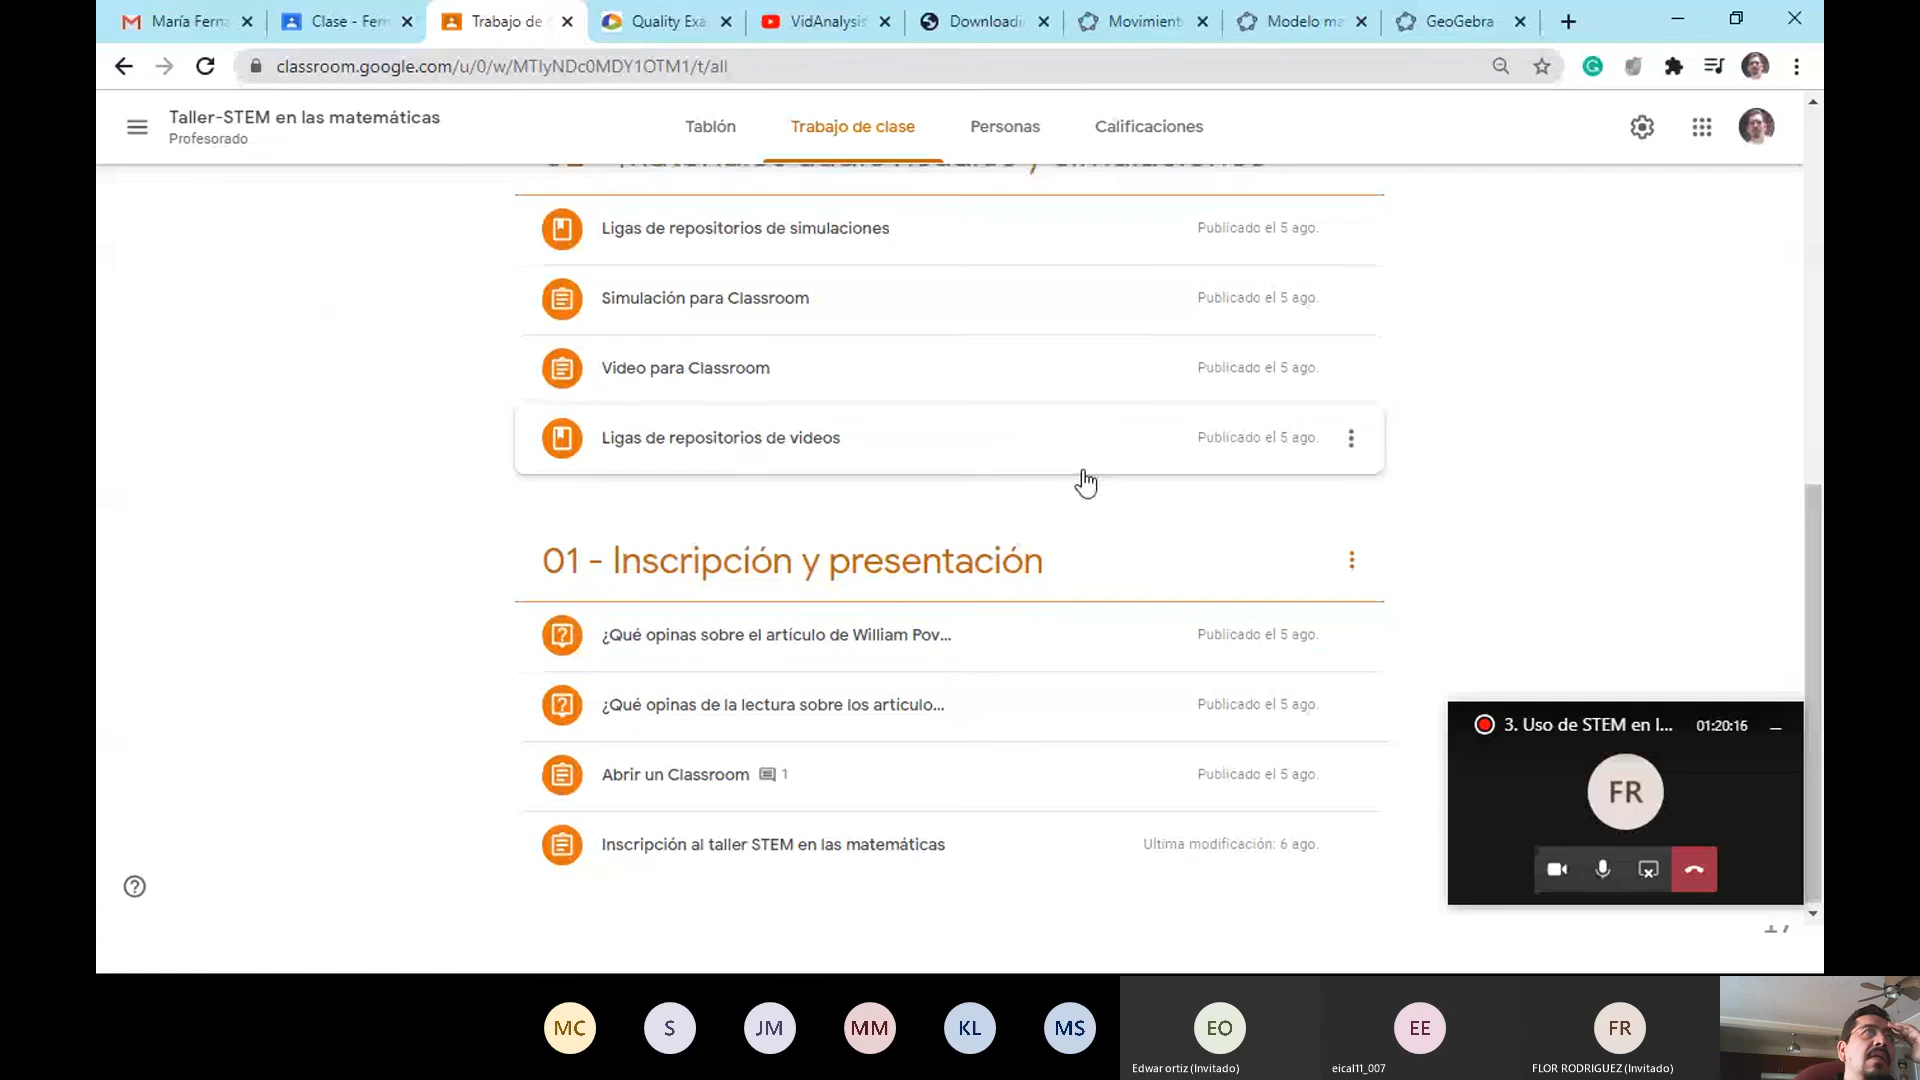 María Ferna
Clase - Fern
Trabajo de c
Quality Exa
VidAnalysis
Downloadi
Movimient
Modelo ma
GeoGebra
classroom.google.com/u/0/w/MTIyNDc0MDY1OTM1/t/all
Taller-STEM en las matemáticas
Profesorado
Tablón
Trabajo de clase
Personas
Calificaciones
Ligas de repositorios de simulaciones
Publicado el 5 ago.
Simulación para Classroom
Publicado el 5 ago.
Video para Classroom
Publicado el 5 ago.
Ligas de repositorios de videos
Publicado el 5 ago.
01 - Inscripción y presentación
¿Qué opinas sobre el artículo de William Pov...
Publicado el 5 ago.
¿Qué opinas de la lectura sobre los artículo...
Publicado el 5 ago.
Abrir un Classroom 1
Publicado el 5 ago.
Inscripción al taller STEM en las matemáticas
Ultima modificación: 6 ago.
3. Uso de STEM en l...
01:20:16
FR
17
MC
S
JM
MM
KL
MS
EO
EE
FR
Edwar ortiz (Invitado)
eical11_007
FLOR RODRIGUEZ (Invitado)